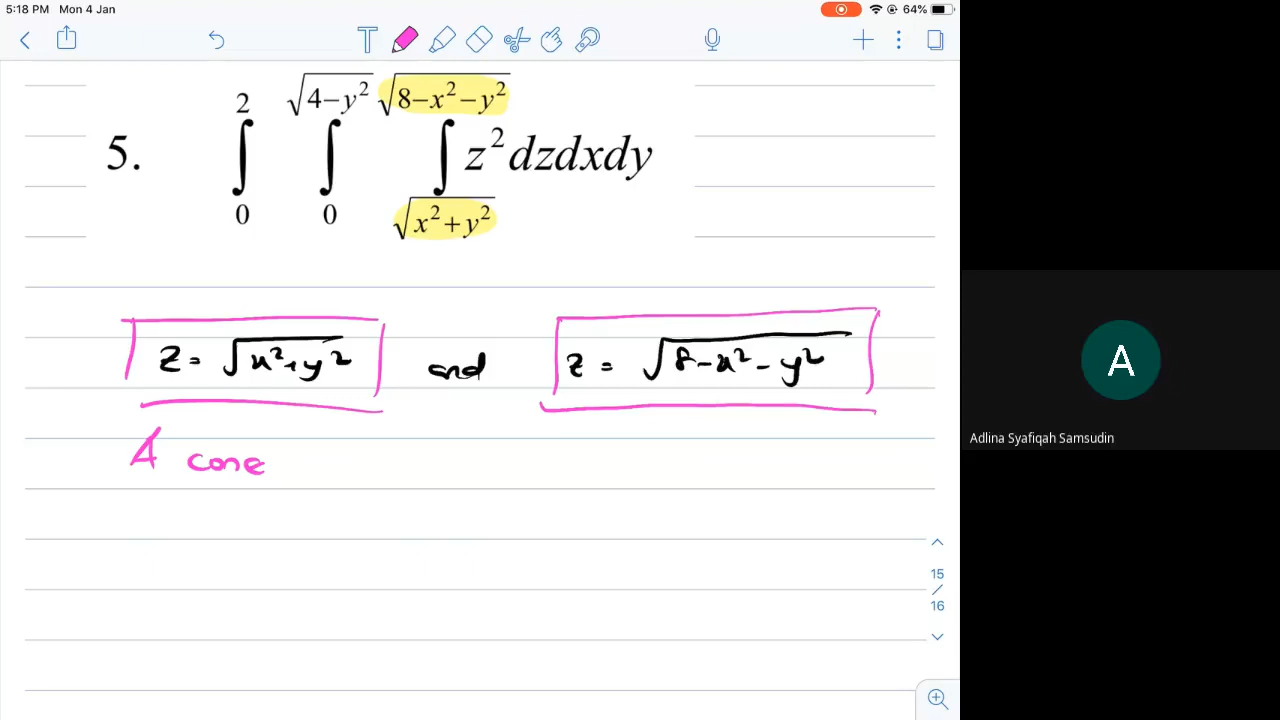 5:18 PM Mon 4 Jan 64%
5. ∫₀² ∫₀^√(4−y²) ∫_√(x²+y²)^√(8−x²−y²) z² dzdxdy
z = √(x²+y²) and z = √(8−x²−y²)
A cone
15
/
16
A
Adlina Syafiqah Samsudin